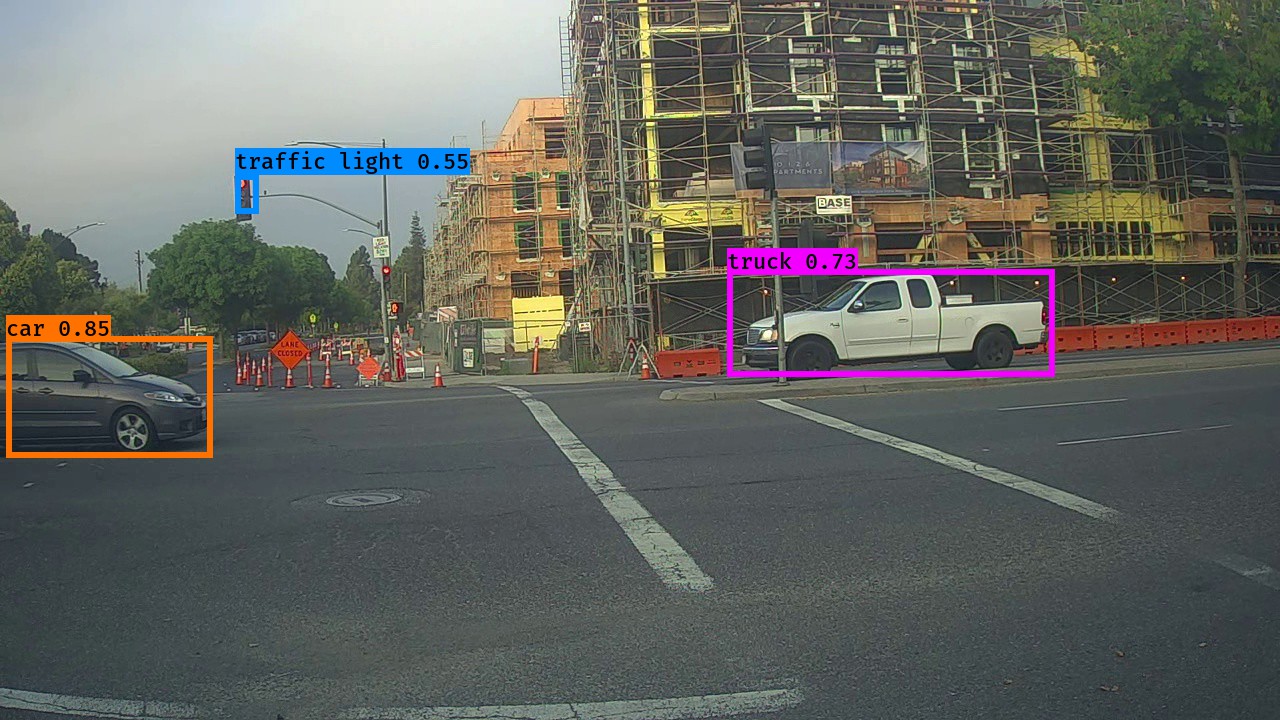 traffic light 0.55
APARTMENTS
BASE
truck 0.73
car 0.85
LANE
CLOSED